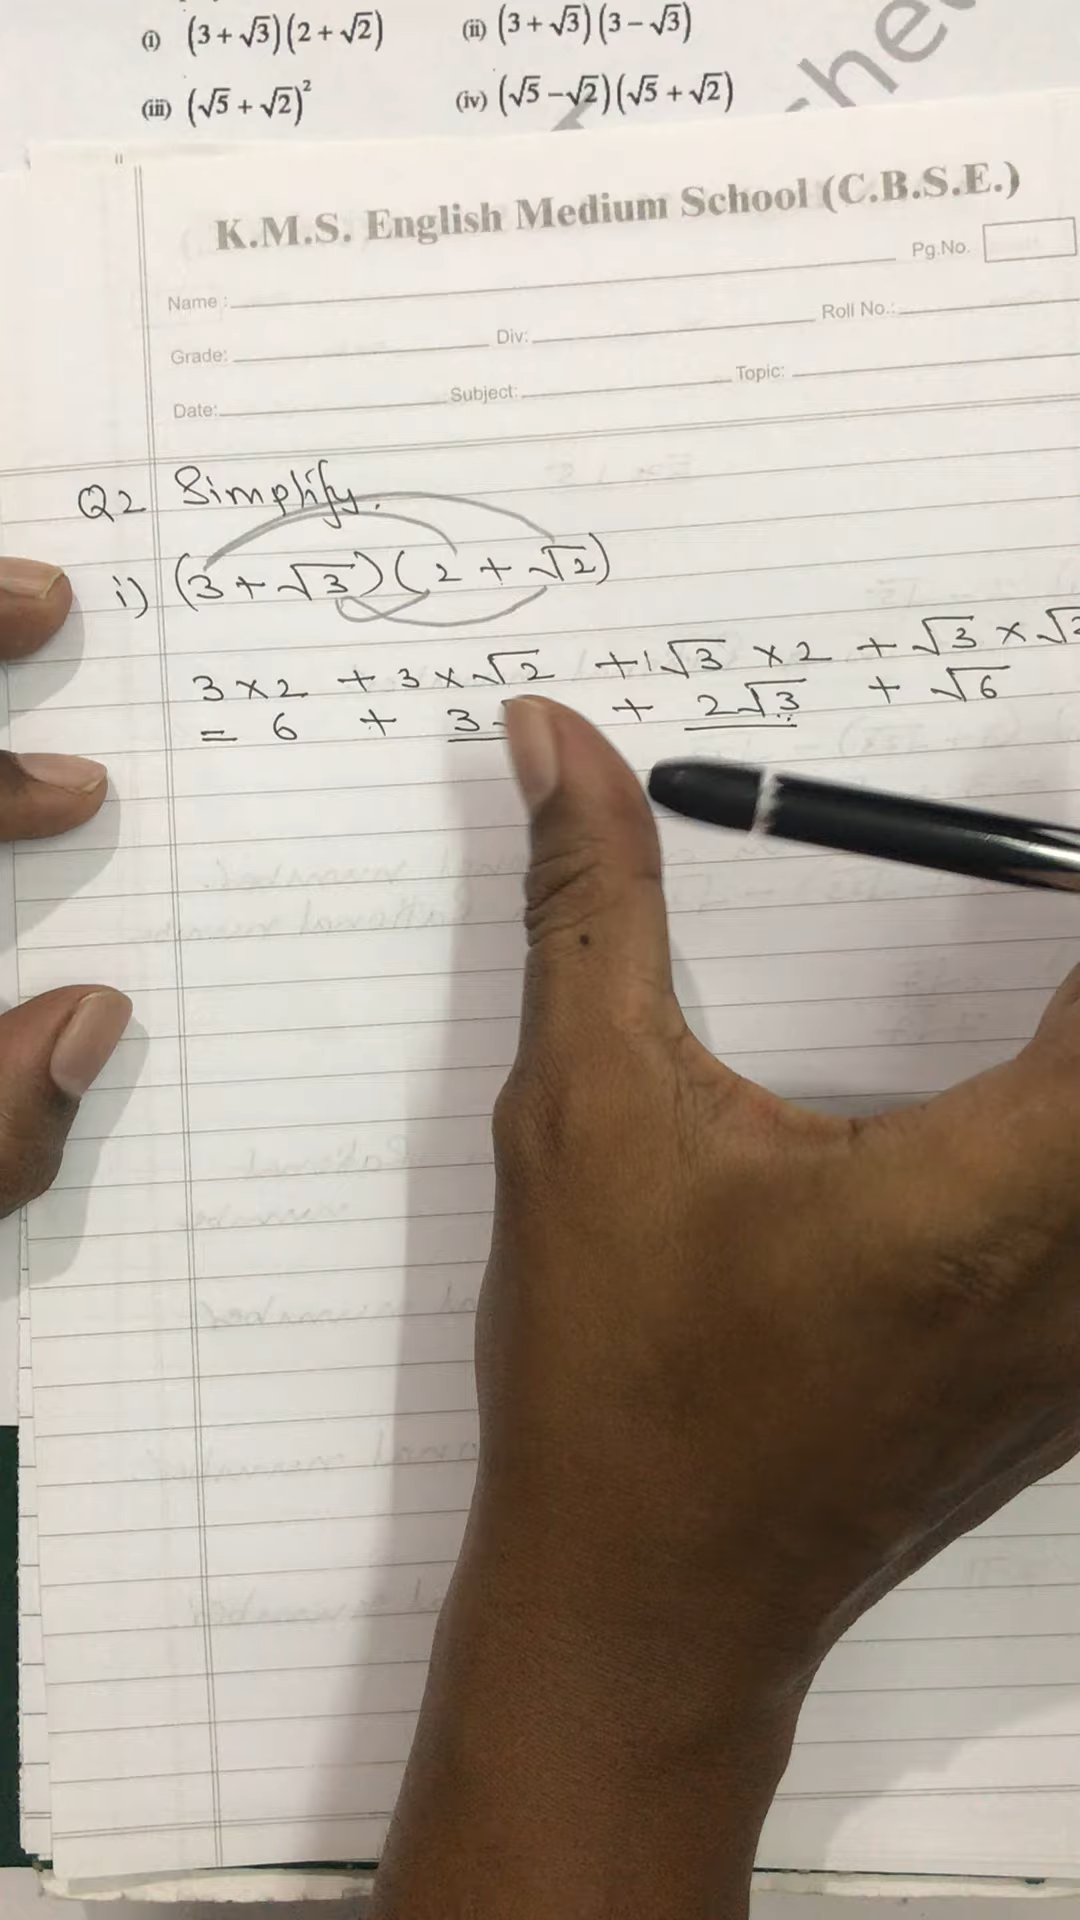 (i) (3 + √3)(2 + √2) (ii) (3 + √3)(3 − √3)
(iii) (√5 + √2)² (iv) (√5 − √2)(√5 + √2)
K.M.S. English Medium School (C.B.S.E.)
Pg.No.
Name :
Roll No.:
Grade: Div:
Topic:
Date: Subject:
Q2 Simplify.
i) (3 + √3)(2 + √2)
3 × 2 + 3 × √2 + 1√3 × 2 + √3 ×
= 6 + 3 + 2√3 + √6